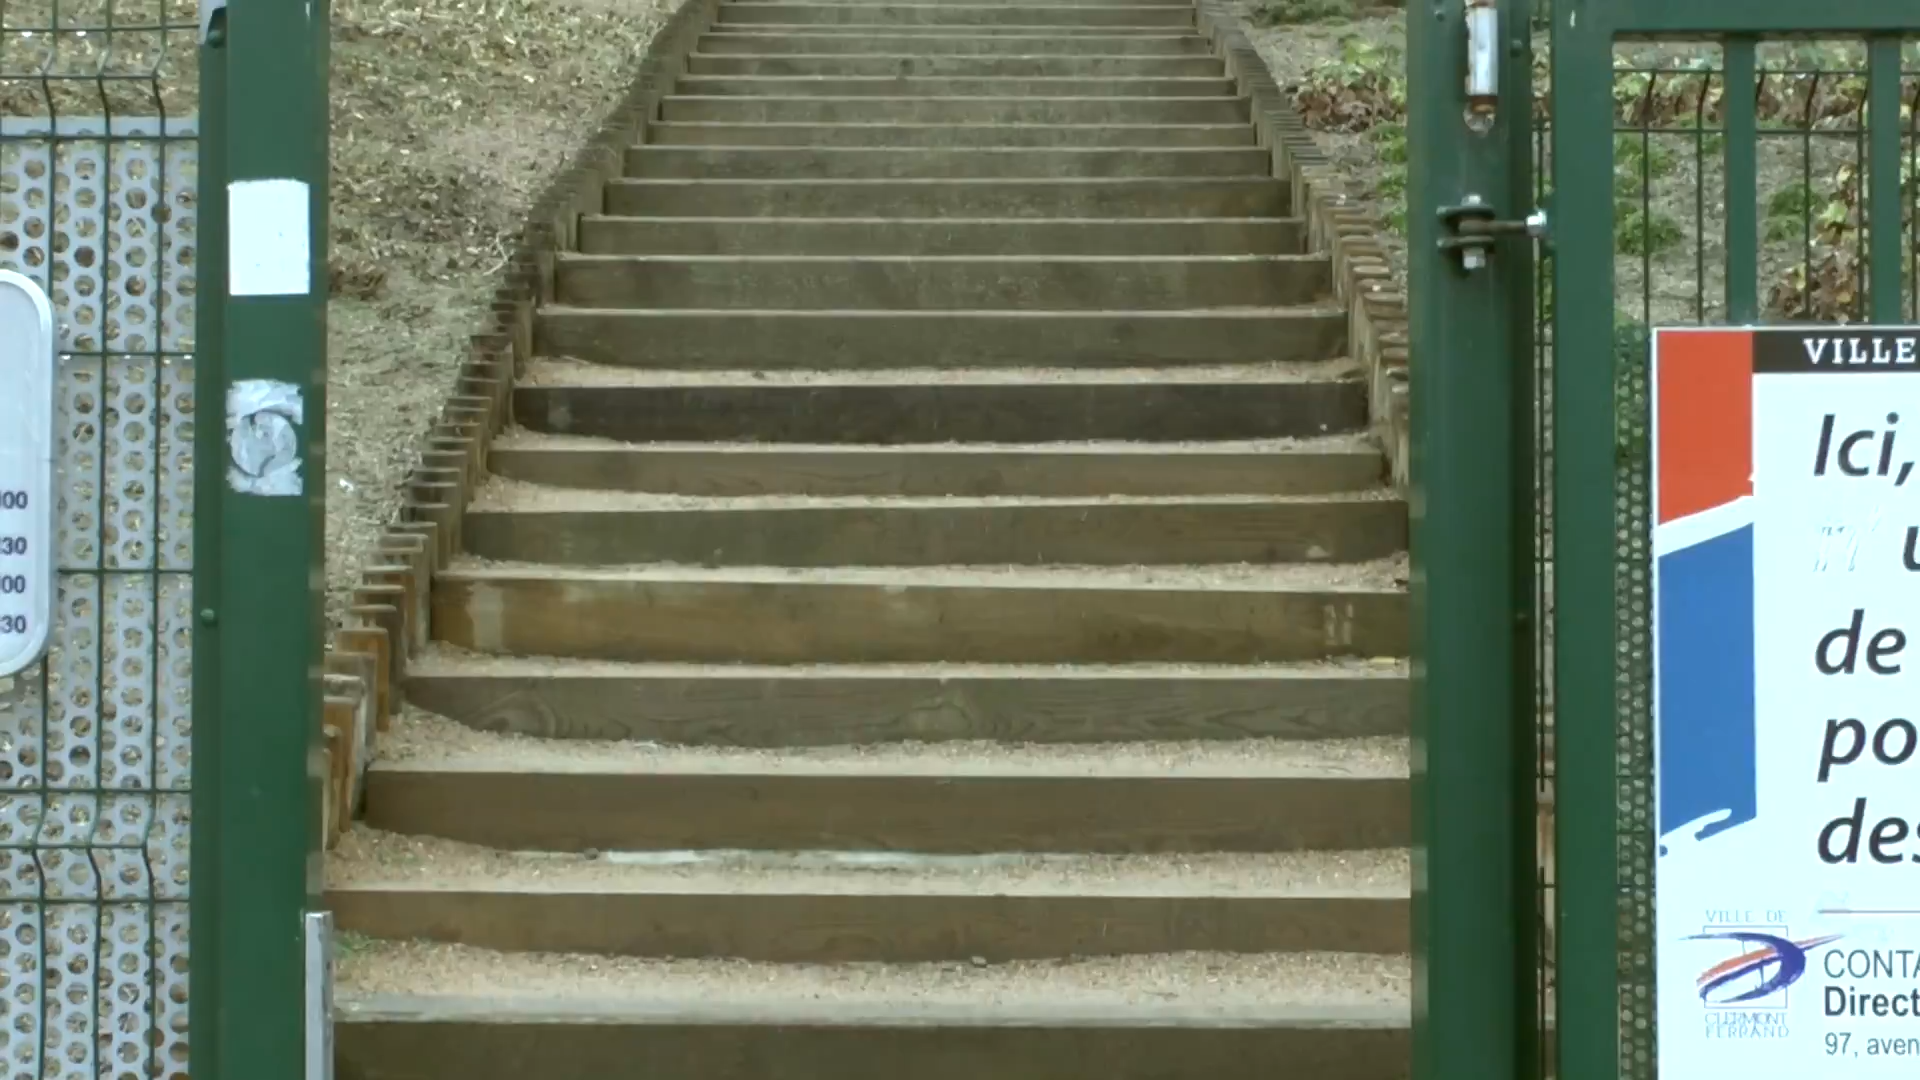 00
30
00
30
VILLE
Ici,
de
po
des
VILLE DE
CLERMONT
FERRAND
CONTA
Direct
97, aven